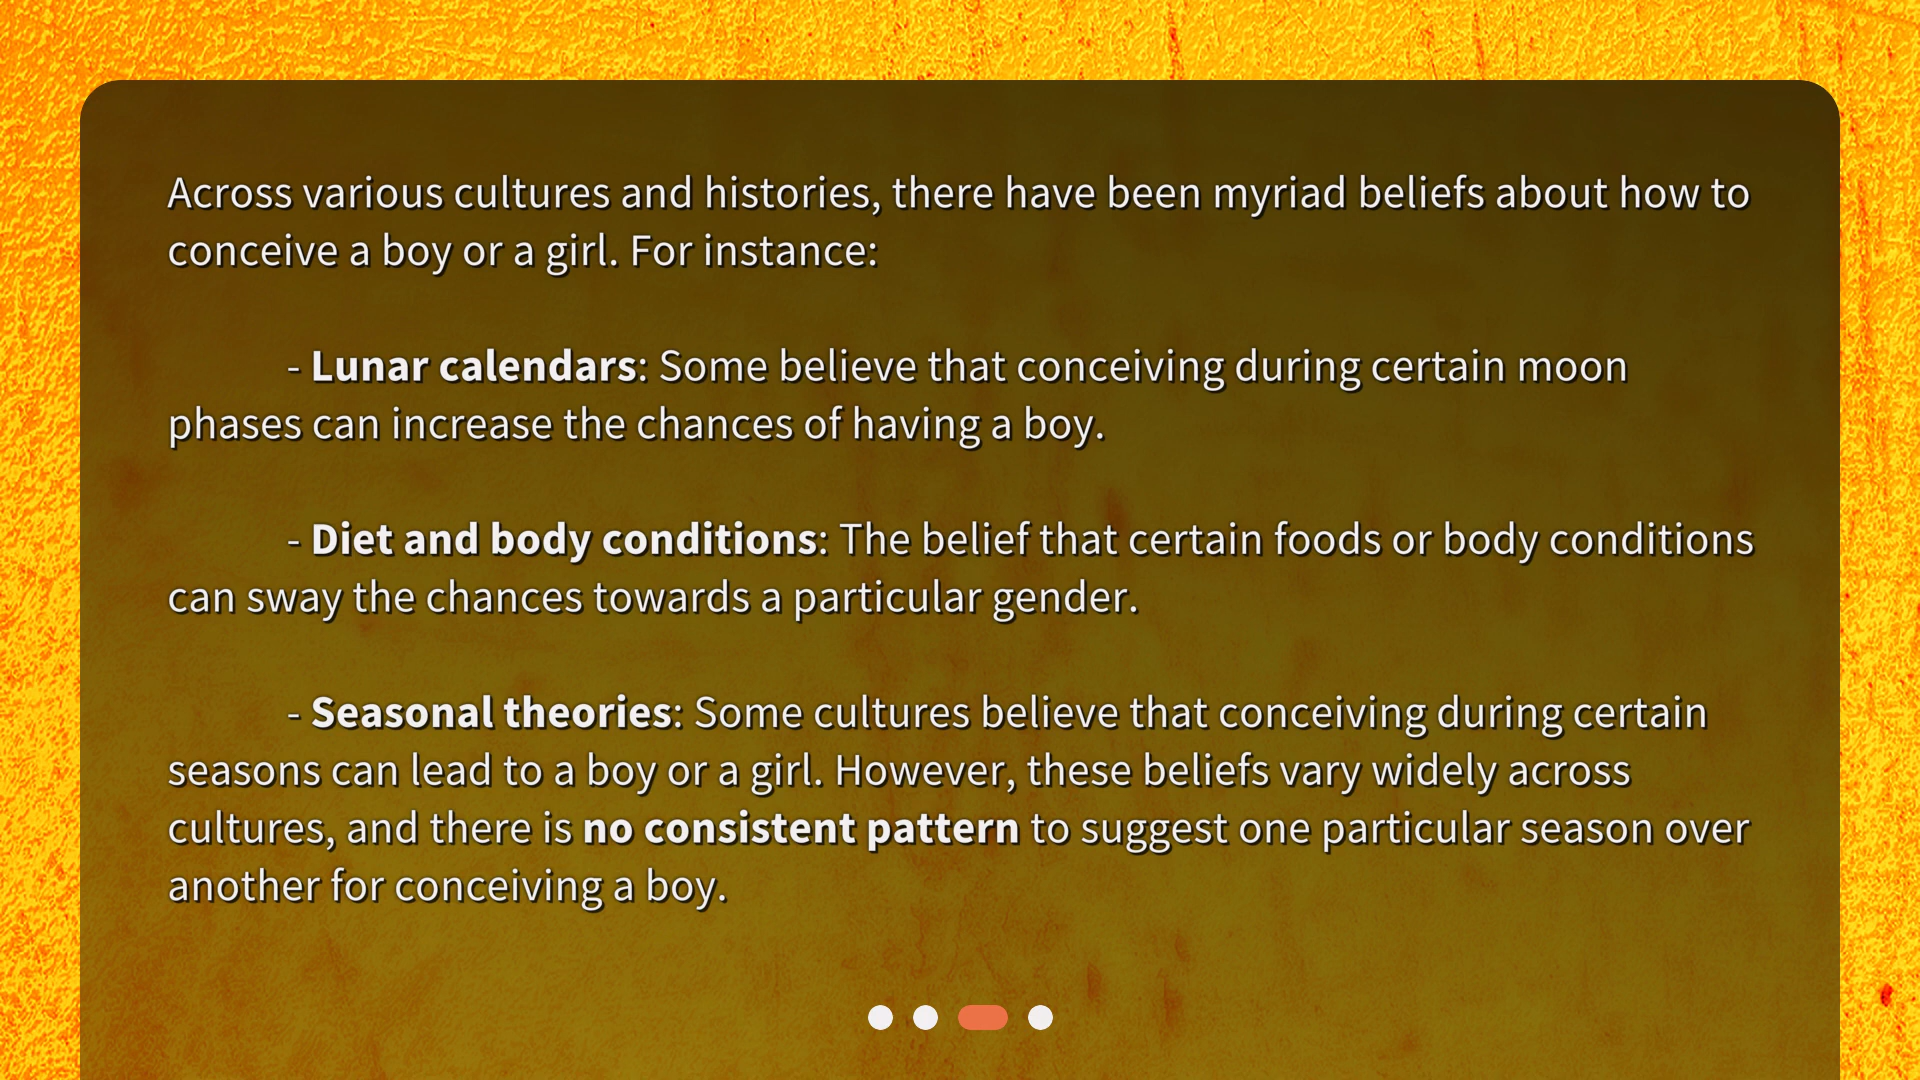 Across various cultures and histories, there have been myriad beliefs about how to
conceive a boy or a girl. For instance:
- Lunar calendars: Some believe that conceiving during certain moon
phases can increase the chances of having a boy.
- Diet and body conditions: The belief that certain foods or body conditions
can sway the chances towards a particular gender.
- Seasonal theories: Some cultures believe that conceiving during certain
seasons can lead to a boy or a girl. However, these beliefs vary widely across
cultures, and there is no consistent pattern to suggest one particular season over
another for conceiving a boy.